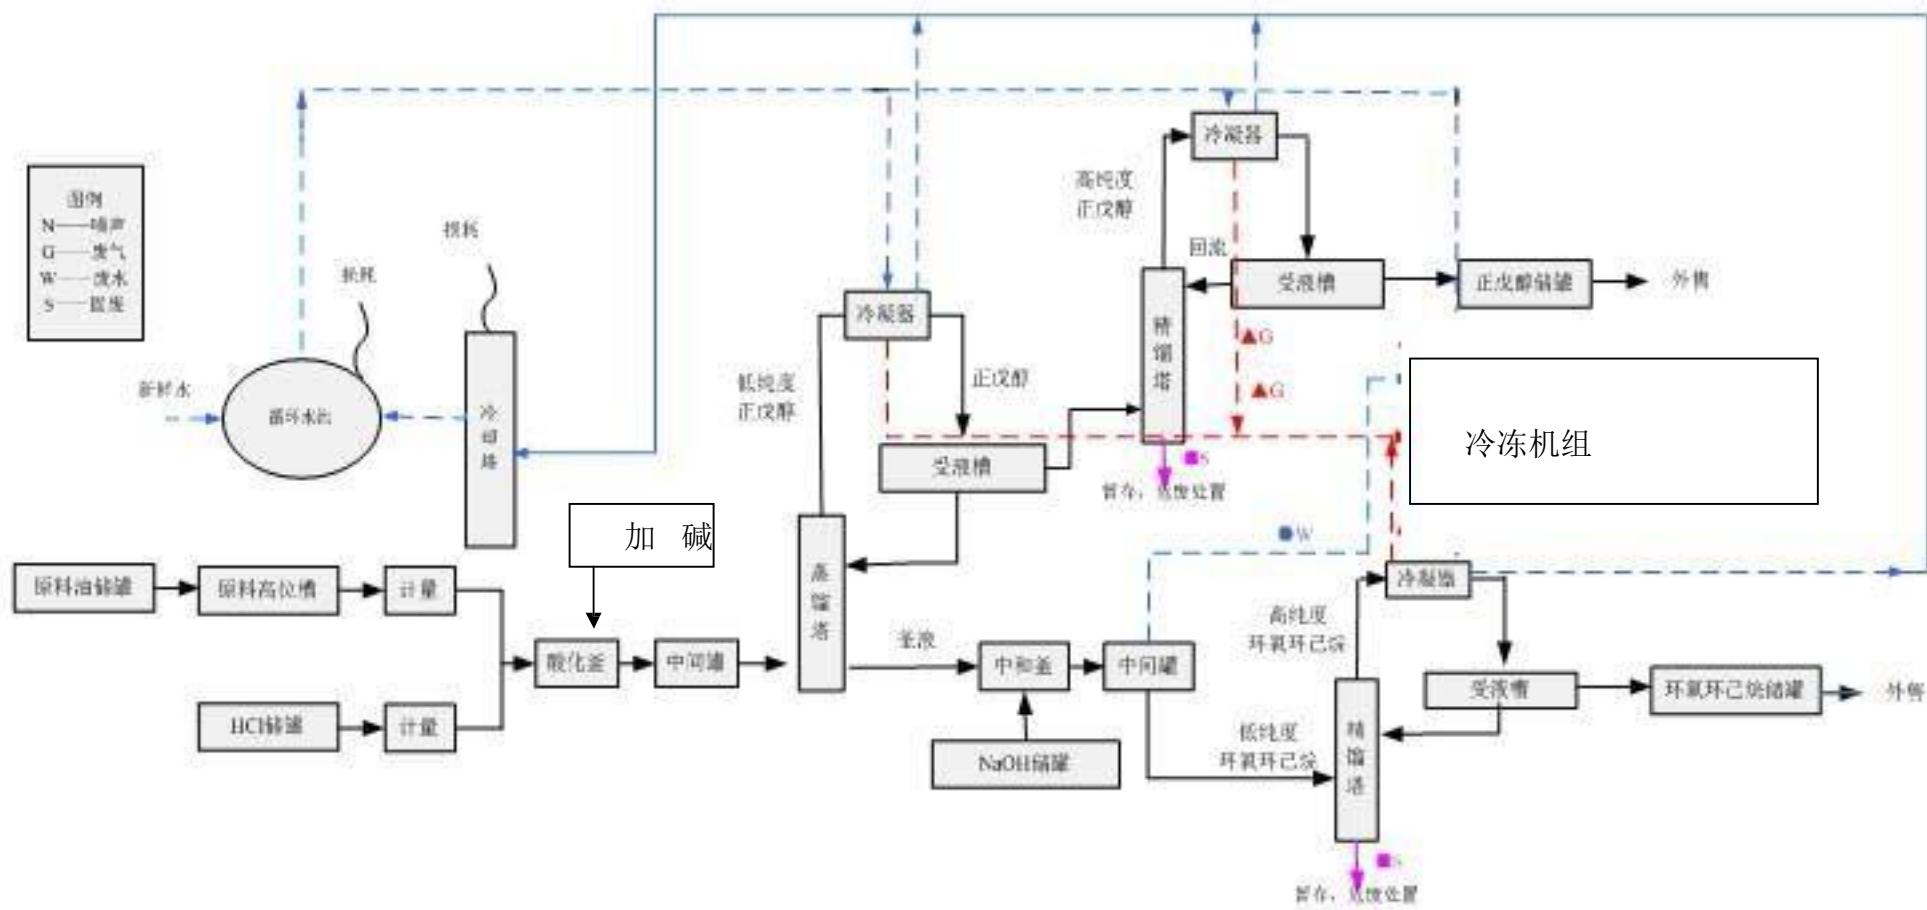 图例
N——噪声
G——废气
W——废水
S——固废
损耗
损耗
新鲜水
循环水池
冷却塔
冷凝器
高纯度
正戊醇
回流
受液槽
正戊醇储罐
外售
精馏塔
▲G
▲G
冷凝器
低纯度
正戊醇
正戊醇
受液槽
■S
暂存，危废处置
冷冻机组
●W
加 碱
原料油储罐
原料高位槽
计量
HCl储罐
计量
酸化釜
中间罐
蒸馏塔
釜液
中和釜
中间罐
NaOH储罐
冷凝器
高纯度
环氧环己烷
低纯度
环氧环己烷
受液槽
环氧环己烷储罐
外售
精馏塔
■S
暂存，危废处置